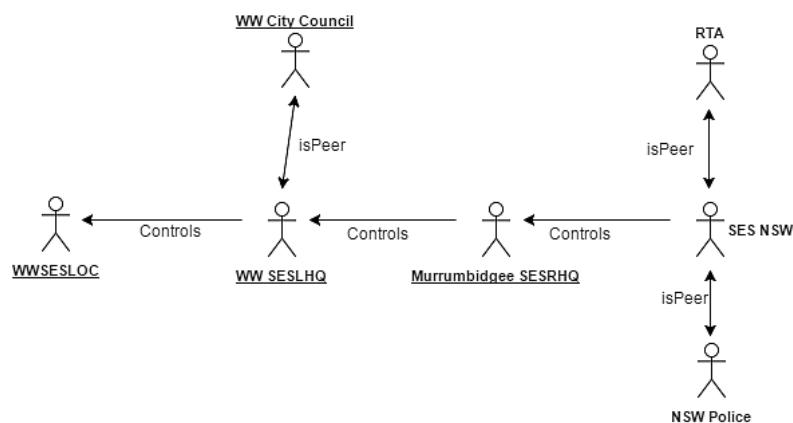 WW City Council
RTA
isPeer
isPeer
Controls
Controls
Controls
SES NSW
WWSESLOC
WW SESLHQ
Murrumbidgee SESRHQ
isPeer
NSW Police